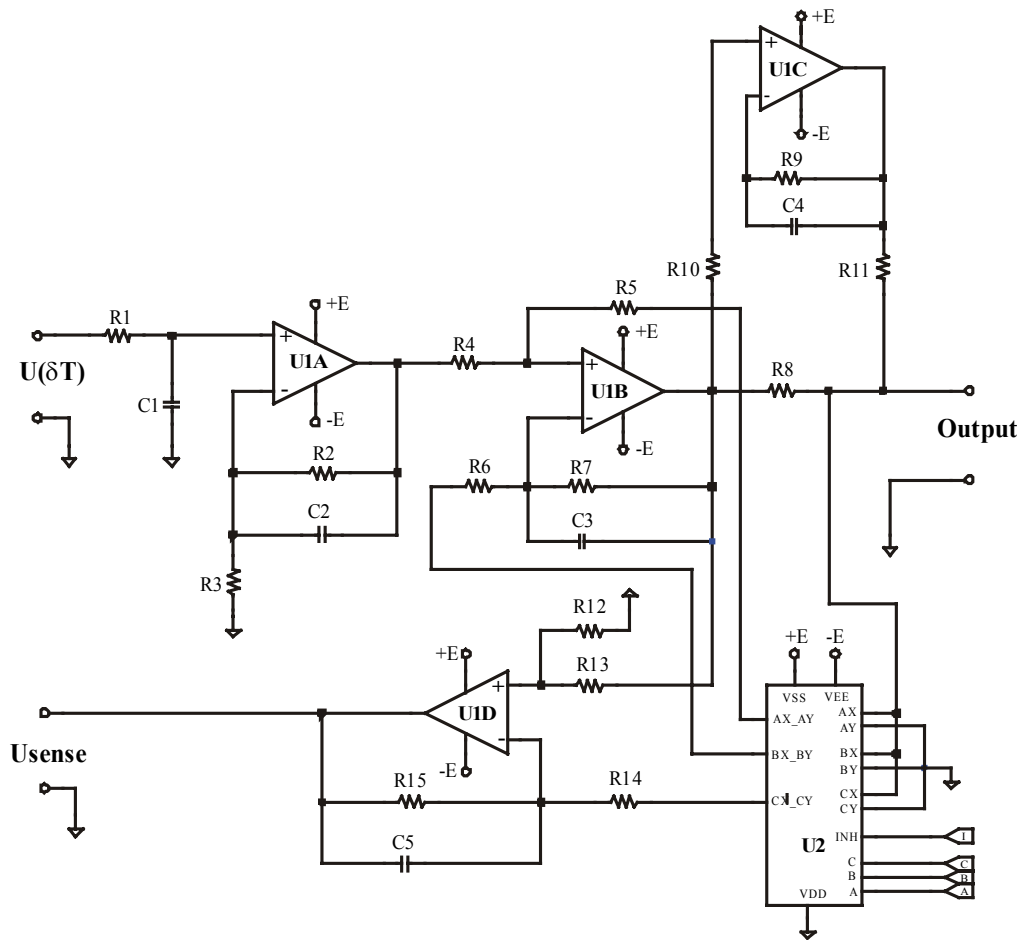 +E
+
U1C
-
-E
R9
C4
R10
R11
R1
U(δT)
C1
+E
+
U1A
-
-E
R2
C2
R3
R4
R5
+E
+
U1B
-
-E
R6
R7
C3
R8
Output
R12
R13
+E
+
U1D
-
-E
Usense
R15
C5
R14
+E
-E
VSS
VEE
AX_AY
BX_BY
CX_CY
AX
AY
BX
BY
CX
CY
INH
I
U2
C
C
B
B
A
A
VDD